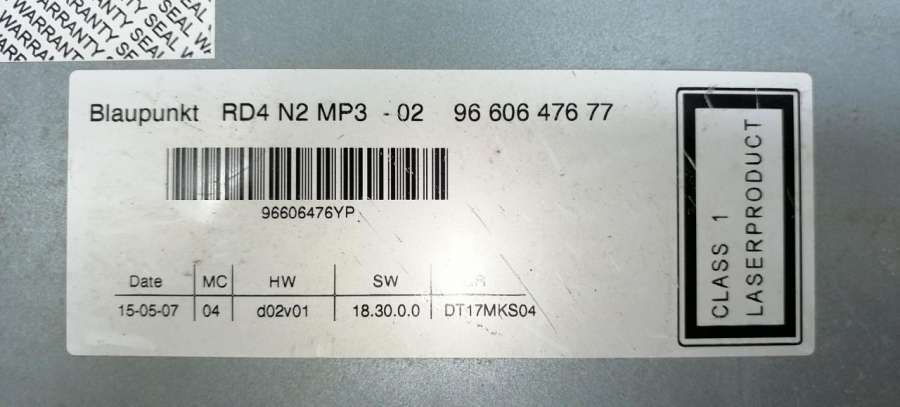 WARRANTY SEAL WARRANTY SEAL
Blaupunkt RD4 N2 MP3 - 02 96 606 476 77
96606476YP
Date MC HW SW
15-05-07 04 d02v01 18.30.0.0 DT17MKS04
CLASS 1
LASERPRODUCT